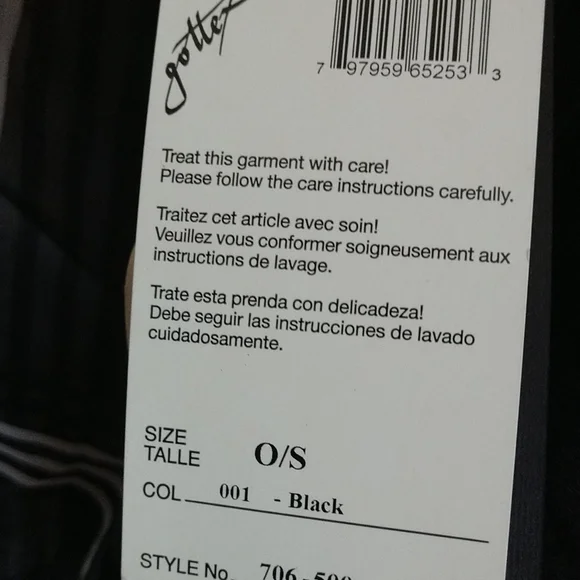 gottex
7 97959 65253 3
Treat this garment with care!
Please follow the care instructions carefully.
Traitez cet article avec soin!
Veuillez vous conformer soigneusement aux
instructions de lavage.
Trate esta prenda con delicadeza!
Debe seguir las instrucciones de lavado
cuidadosamente.
SIZE
TALLE O/S
COL 001 - Black
STYLE No. 706-500